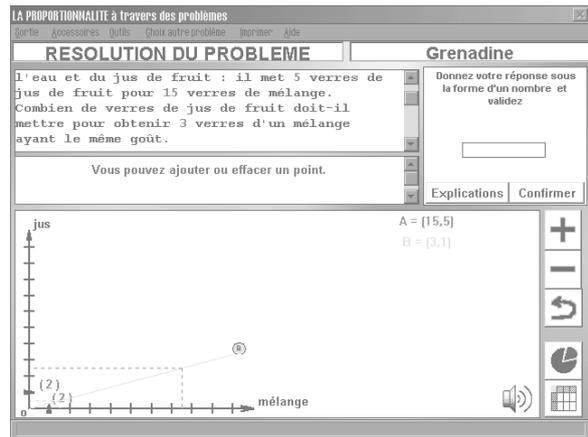 LA PROPORTIONNALITE à travers des problèmes
Sortie Accessoires Outils Choix autre problème Imprimer Aide
RESOLUTION DU PROBLEME
Grenadine
l'eau et du jus de fruit : il met 5 verres de
jus de fruit pour 15 verres de mélange.
Combien de verres de jus de fruit doit-il
mettre pour obtenir 3 verres d'un mélange
ayant le même goût.
Donnez votre réponse sous
la forme d'un nombre et
validez
Vous pouvez ajouter ou effacer un point.
Explications Confirmer
jus
A = (15,5)
B = (3,1)
(2)
(2)
0
mélange